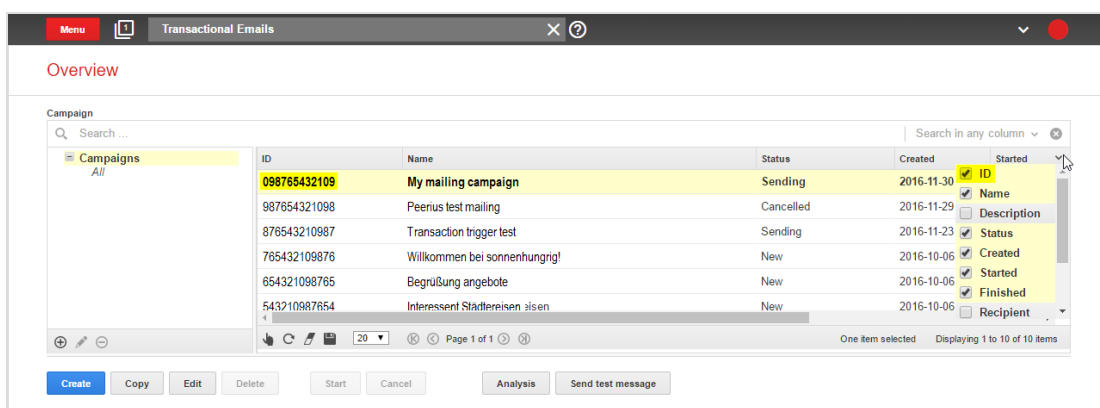 Menu 1 Transactional Emails
Overview
Campaign
Search ... Search in any column
Campaigns
All
ID Name Status Created Started
098765432109 My mailing campaign Sending 2016-11-30
987654321098 Peerius test mailing Cancelled 2016-11-29
876543210987 Transaction trigger test Sending 2016-11-23
765432109876 Willkommen bei sonnenhungrig! New 2016-10-06
654321098765 Begrüßung angebote New 2016-10-06
543210987654 Interessent Städtereisen eisen New 2016-10-06
ID
Name
Description
Status
Created
Started
Finished
Recipient
20 Page 1 of 1 One item selected Displaying 1 to 10 of 10 items
Create Copy Edit Delete Start Cancel Analysis Send test message